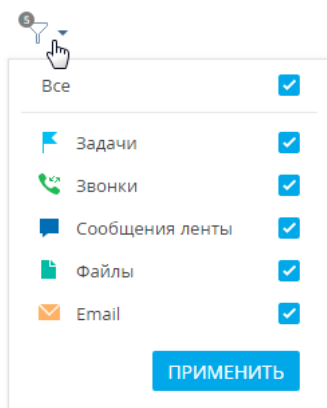 5
Все
Задачи
Звонки
Сообщения ленты
Файлы
Email
ПРИМЕНИТЬ